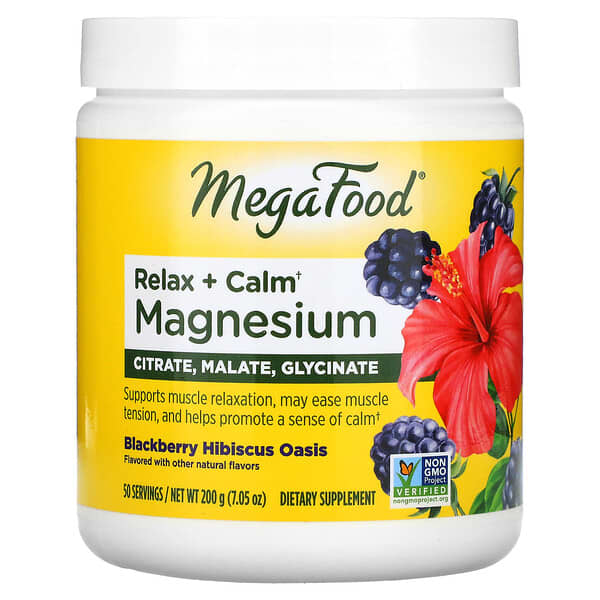 MegaFood®
Relax + Calm†
Magnesium
CITRATE, MALATE, GLYCINATE
Supports muscle relaxation, may ease muscle
tension, and helps promote a sense of calm†
Blackberry Hibiscus Oasis
Flavored with other natural flavors
50 SERVINGS / NET WT 200 g (7.05 oz) DIETARY SUPPLEMENT
NON
GMO
Project
VERIFIED
nongmoproject.org